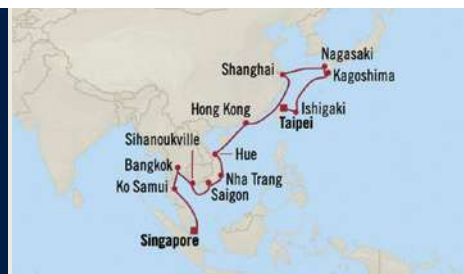 Nagasaki
Shanghai
Kagoshima
Hong Kong
Ishigaki
Taipei
Sihanoukville
Hue
Bangkok
Nha Trang
Ko Samui
Saigon
Singapore